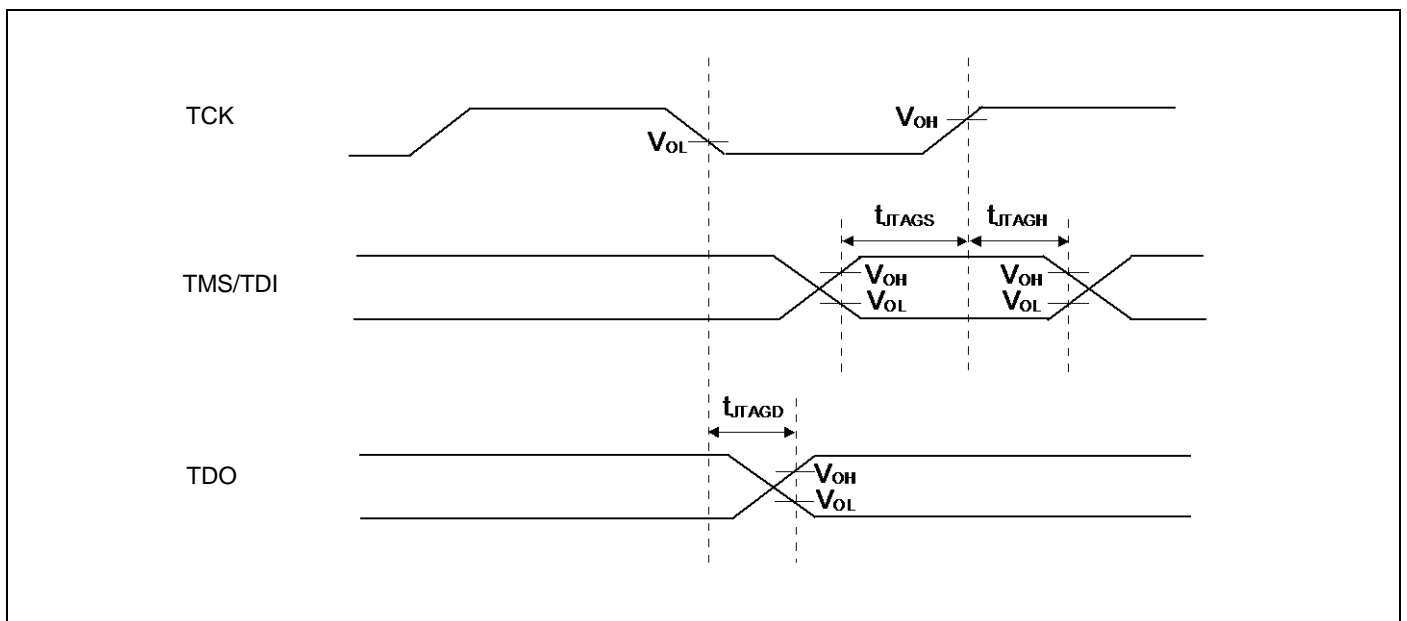 TCK
VOL
VOH
tJTAGS
tJTAGH
TMS/TDI
VOH
VOL
VOH
VOL
tJTAGD
TDO
VOH
VOL